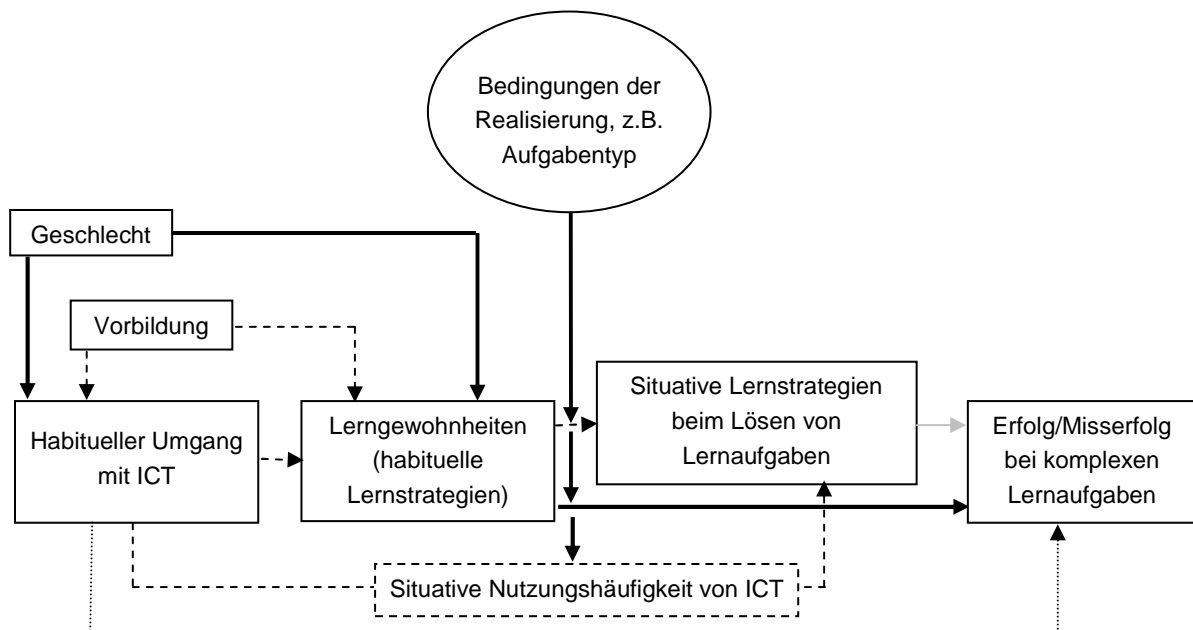 Bedingungen der
Realisierung, z.B.
Aufgabentyp
Geschlecht
Vorbildung
Habitueller Umgang
mit ICT
Lerngewohnheiten
(habituelle
Lernstrategien)
Situative Lernstrategien
beim Lösen von
Lernaufgaben
Erfolg/Misserfolg
bei komplexen
Lernaufgaben
Situative Nutzungshäufigkeit von ICT